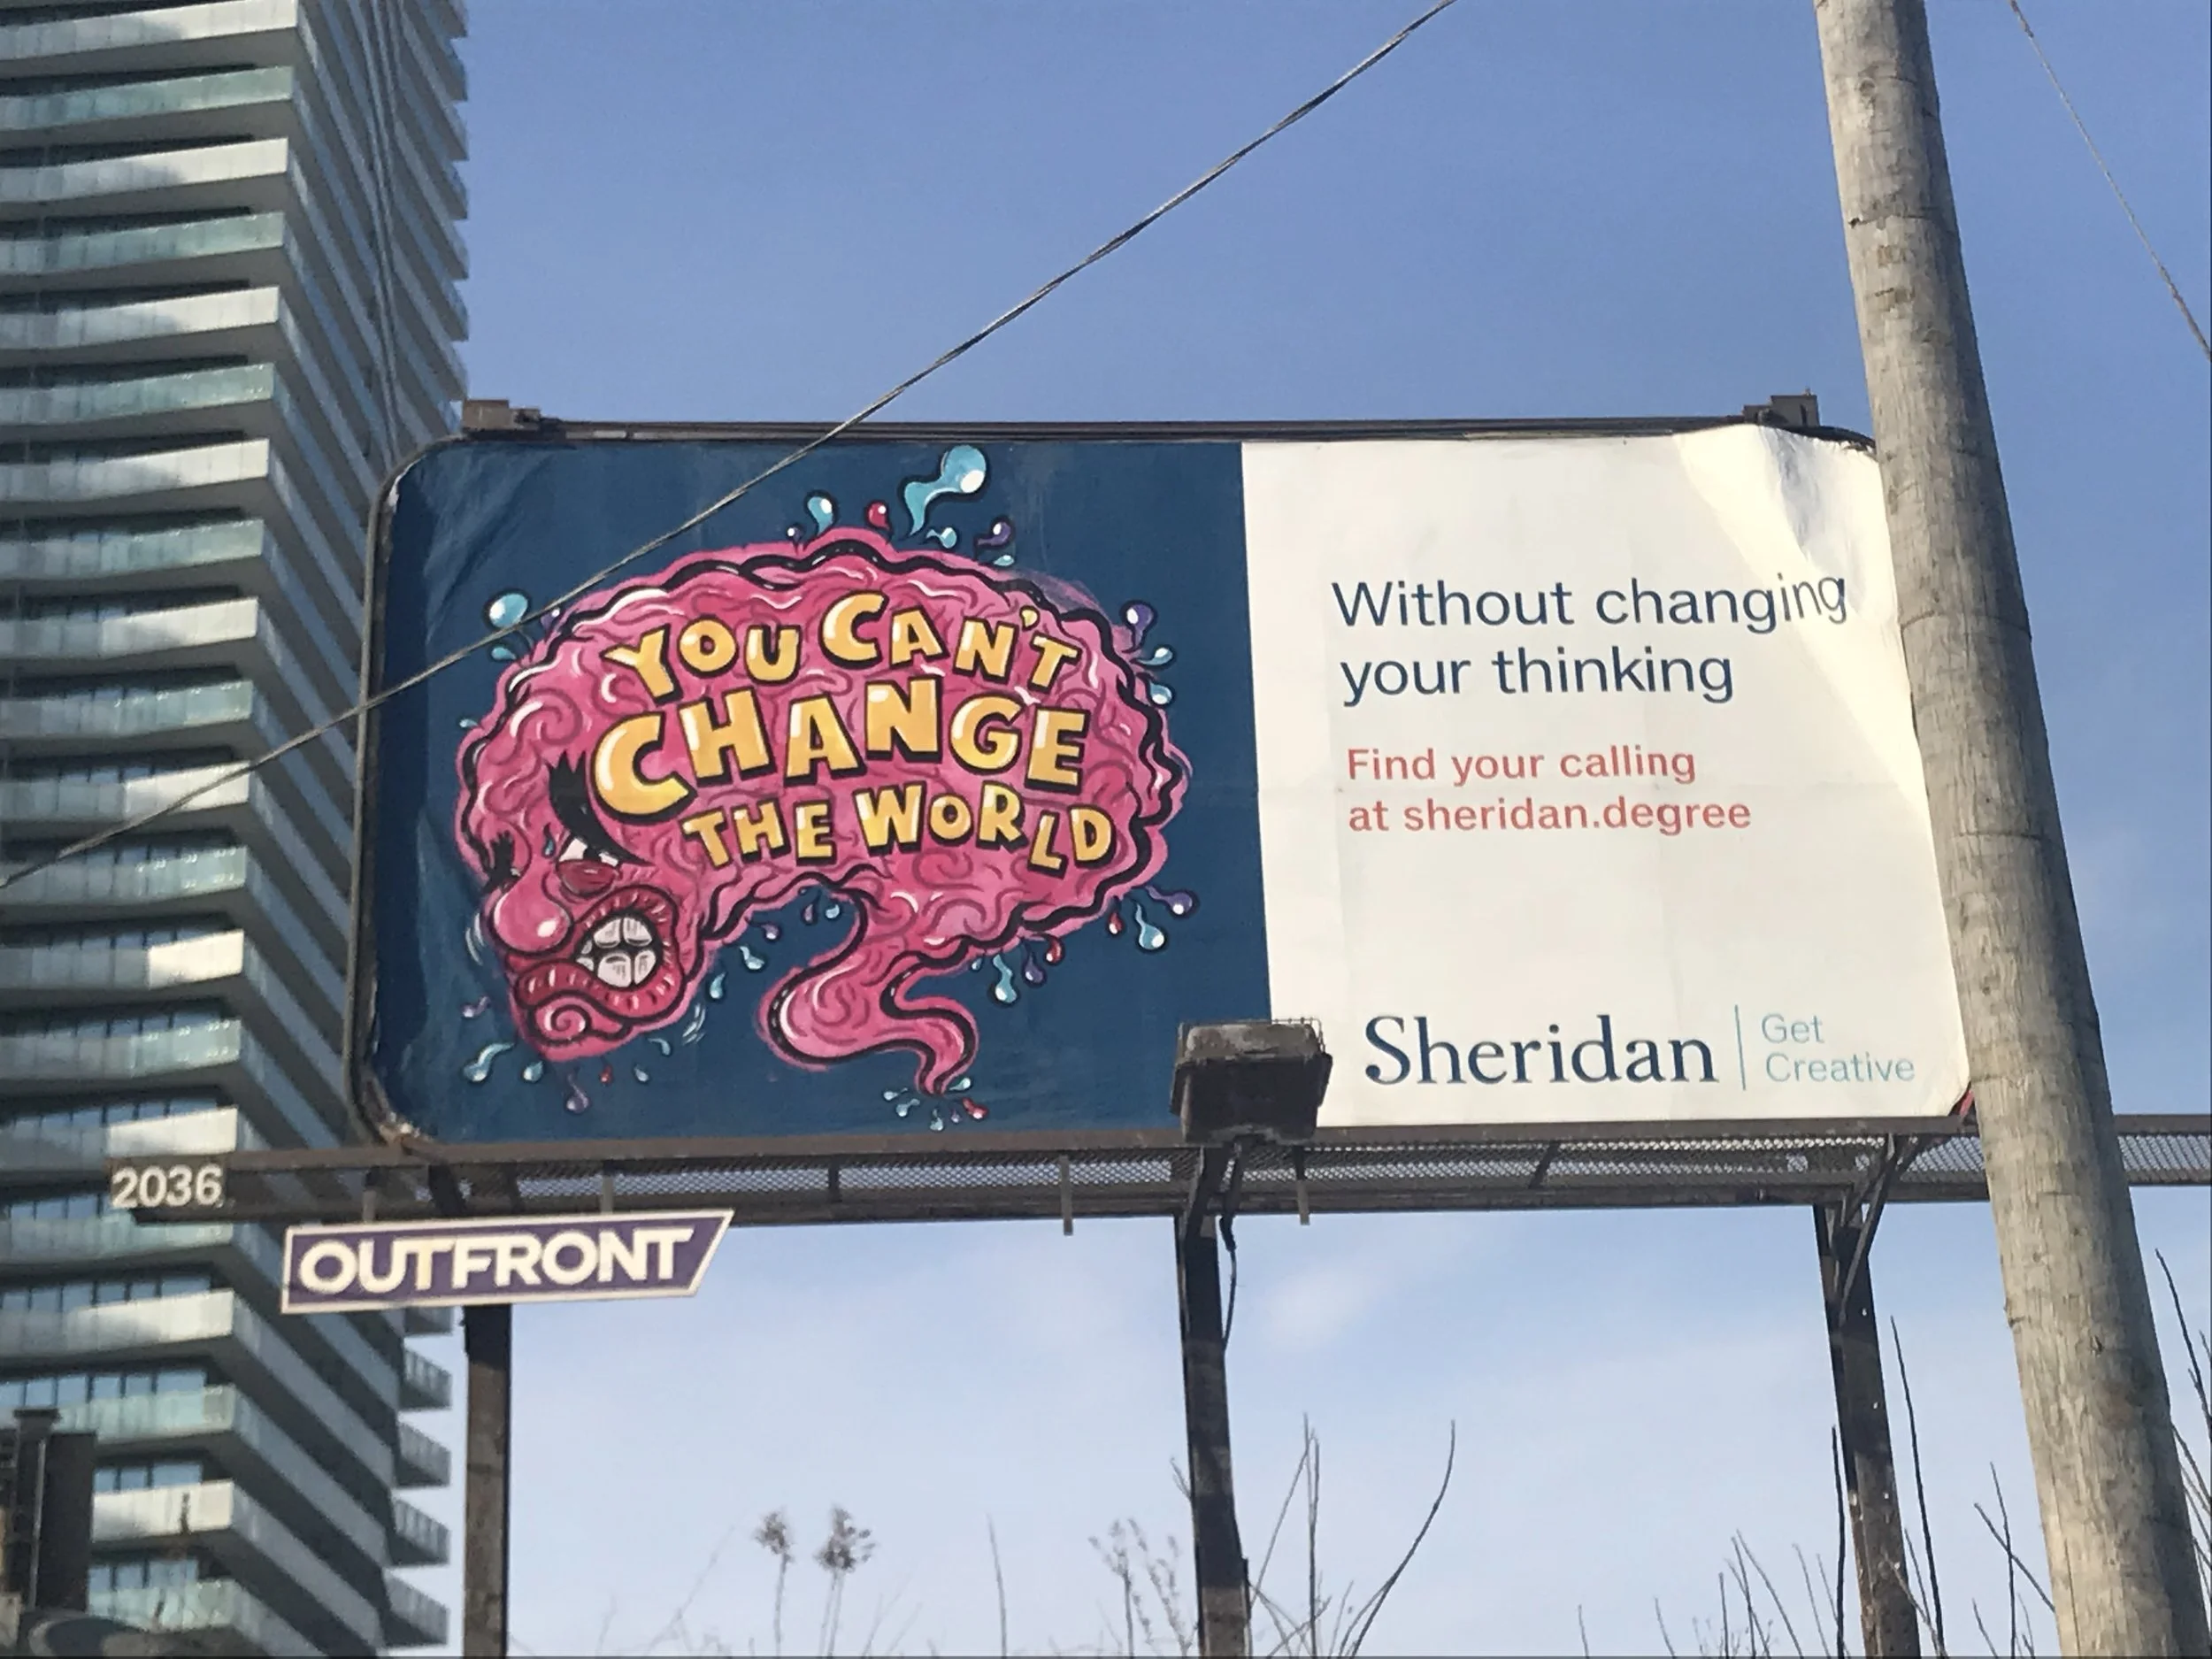 YOU CAN'T
CHANGE
THE WORLD
Without changing
your thinking
Find your calling
at sheridan.degree
Sheridan | Get
Creative
2036
OUTFRONT